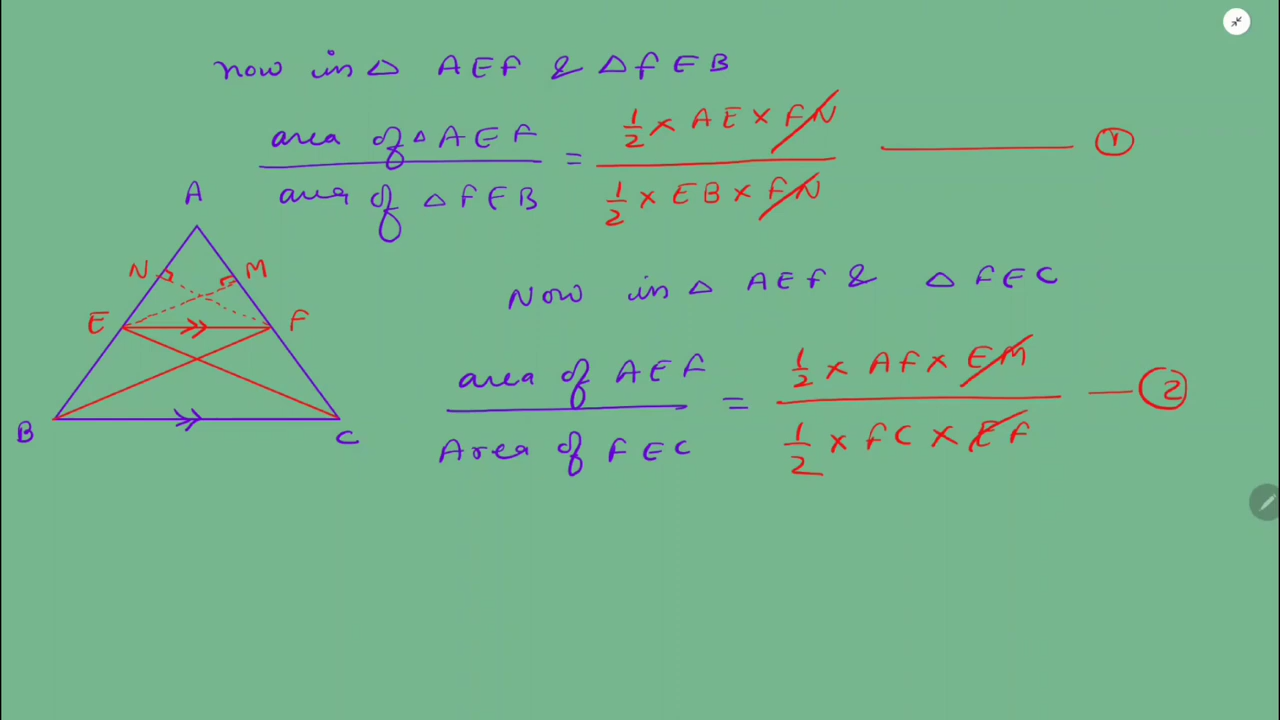 now in △ AEF & △ FEB
area of △ AEF / area of △ FEB = 1/2 × AE × FN / 1/2 × EB × FN ——— ①
A
N M
E F
B C
Now in △ AEF & △ FEC
area of AEF / Area of FEC = 1/2 × AF × EM / 1/2 × FC × EF — ②